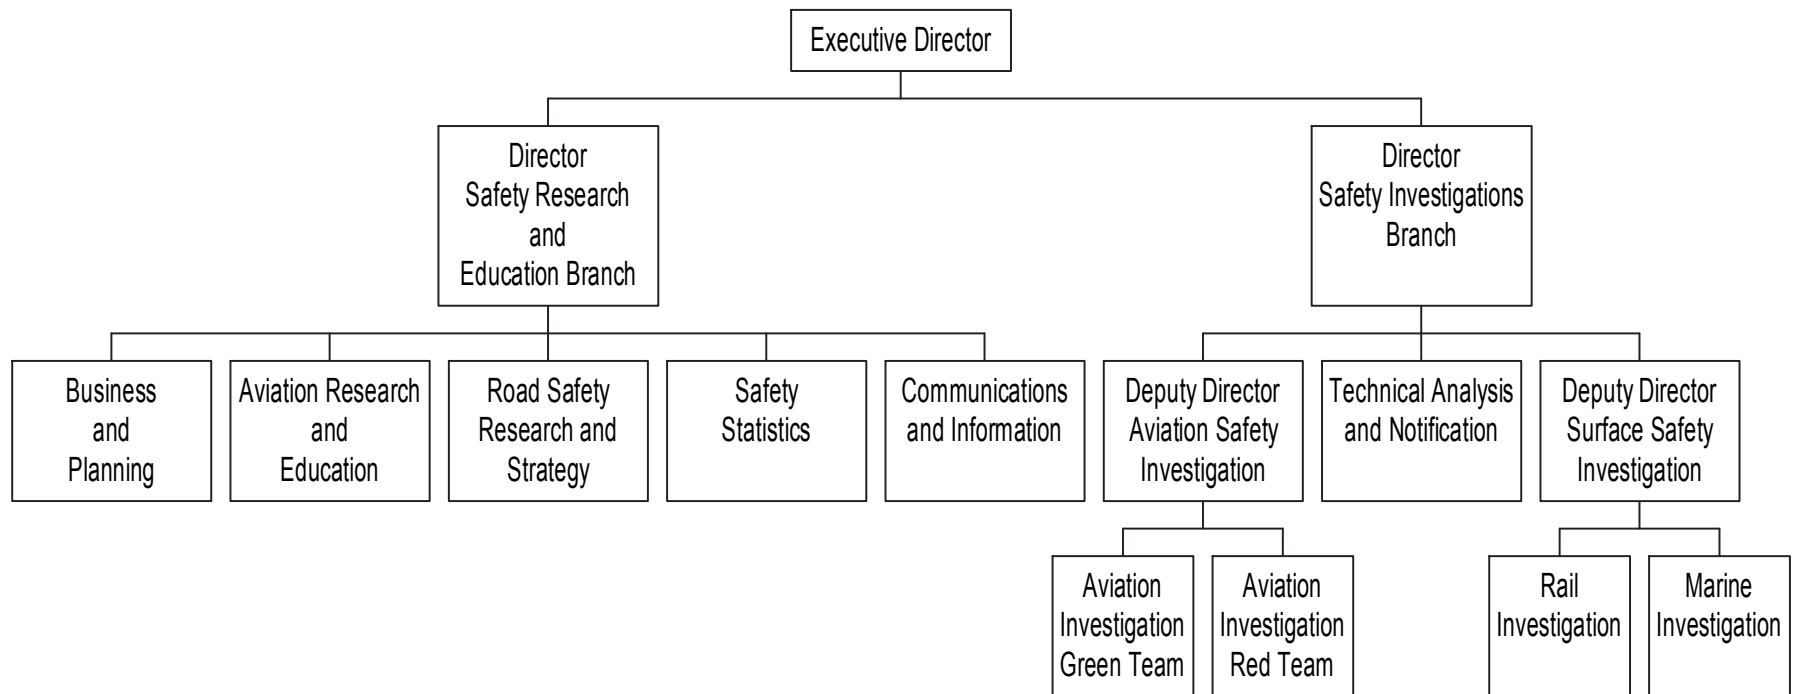 Executive Director
Director
Safety Research
and
Education Branch
Director
Safety Investigations
Branch
Business
and
Planning
Aviation Research
and
Education
Road Safety
Research and
Strategy
Safety
Statistics
Communications
and Information
Deputy Director
Aviation Safety
Investigation
Technical Analysis
and Notification
Deputy Director
Surface Safety
Investigation
Aviation
Investigation
Green Team
Aviation
Investigation
Red Team
Rail
Investigation
Marine
Investigation